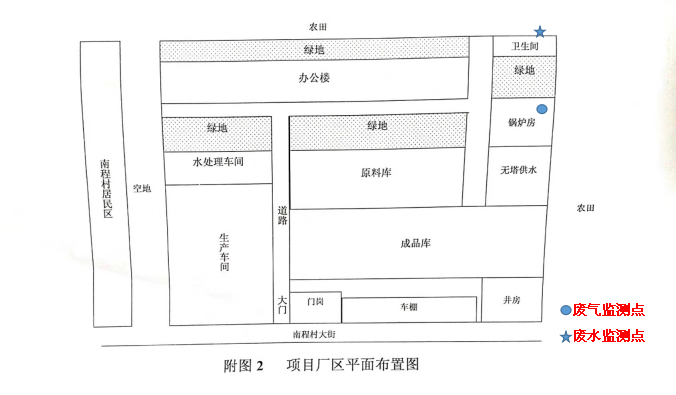 农田
绿地
卫生间
办公楼
绿地
锅炉房
绿地
绿地
水处理车间
原料库
无塔供水
南程村居民区
空地
道路
农田
生产车间
成品库
大门
门岗
车棚
井房
废气监测点
南程村大街
废水监测点
附图 2 项目厂区平面布置图